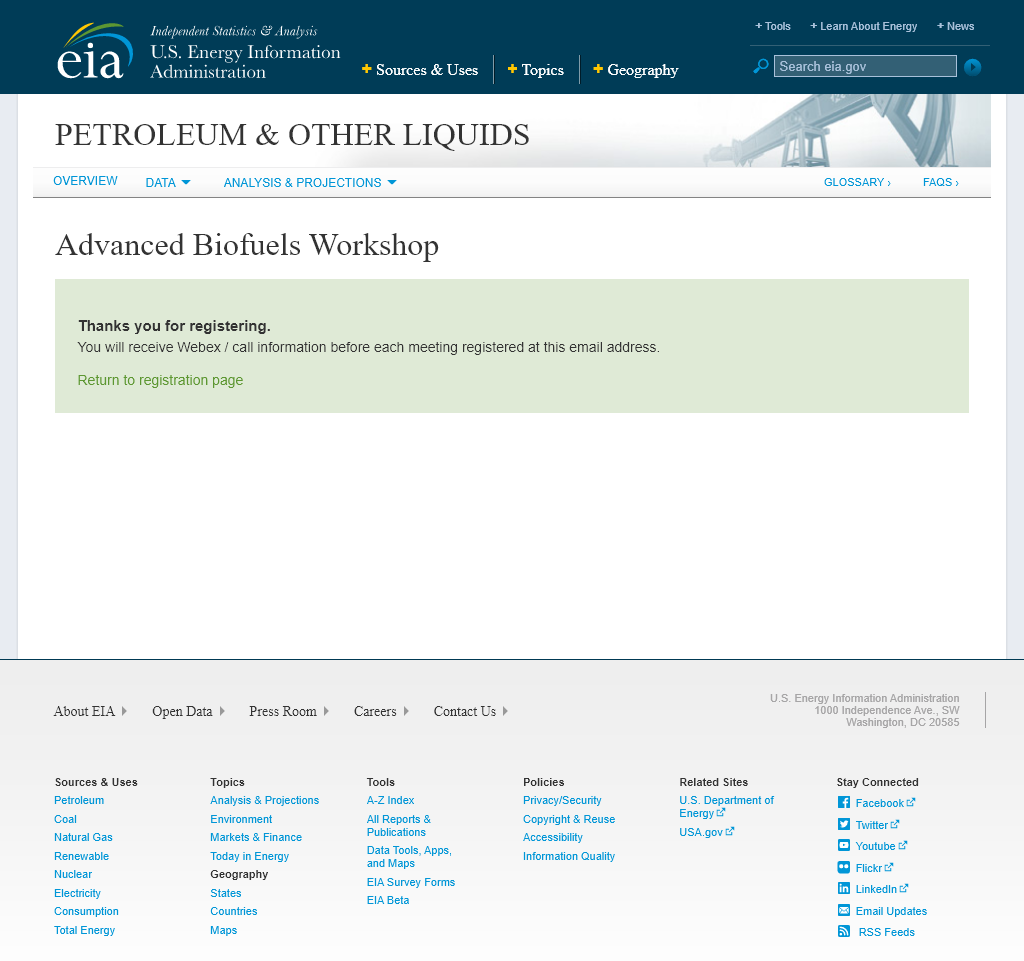 Independent Statistics & Analysis
eia
U.S. Energy Information
Administration
+ Sources & Uses
+ Topics
+ Geography
+ Tools
+ Learn About Energy
+ News
Search eia.gov
PETROLEUM & OTHER LIQUIDS
OVERVIEW
DATA
ANALYSIS & PROJECTIONS
GLOSSARY ›
FAQS ›
Advanced Biofuels Workshop
Thanks you for registering.
You will receive Webex / call information before each meeting registered at this email address.
Return to registration page
About EIA
Open Data
Press Room
Careers
Contact Us
U.S. Energy Information Administration
1000 Independence Ave., SW
Washington, DC 20585
Sources & Uses
Petroleum
Coal
Natural Gas
Renewable
Nuclear
Electricity
Consumption
Total Energy
Topics
Analysis & Projections
Environment
Markets & Finance
Today in Energy
Geography
States
Countries
Maps
Tools
A-Z Index
All Reports &
Publications
Data Tools, Apps,
and Maps
EIA Survey Forms
EIA Beta
Policies
Privacy/Security
Copyright & Reuse
Accessibility
Information Quality
Related Sites
U.S. Department of
Energy
USA.gov
Stay Connected
Facebook
Twitter
Youtube
Flickr
LinkedIn
Email Updates
RSS Feeds